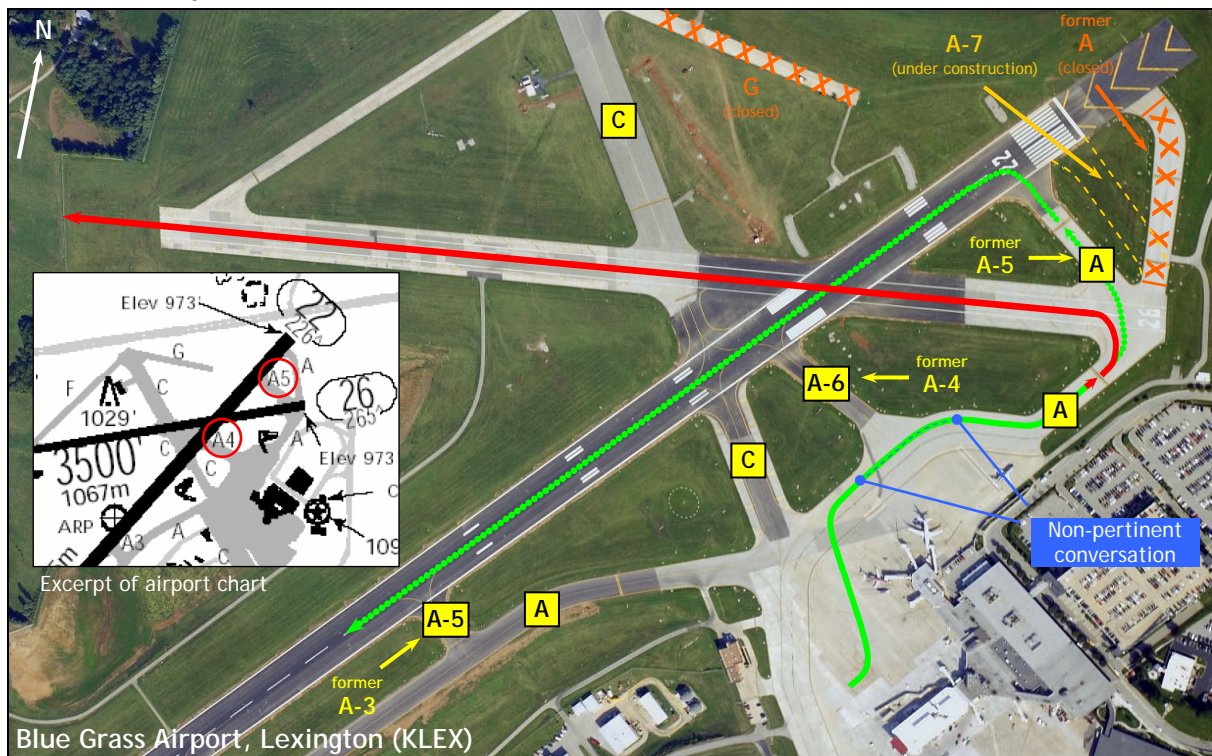 N
A-7
(under construction)
former
A
(closed)
G
(closed)
C
22
former
A-5
A
26
former
A-4
A-6
A
C
Non-pertinent
conversation
Elev 973
22
226
G
A
F
C
A5
26
265
1029'
A4
C
A
3500'
C
Elev 973
1067m
ARP
A3
A
C
C
109
5m
Excerpt of airport chart
A-5
A
former
A-3
Blue Grass Airport, Lexington (KLEX)